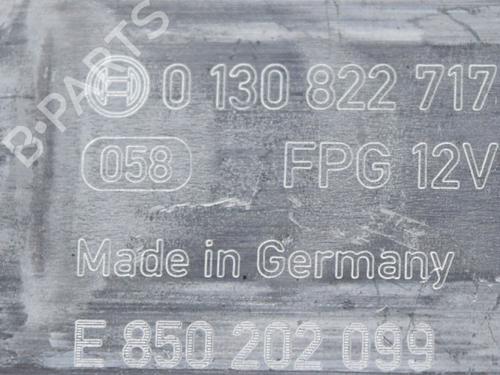 B-PARTS
0 130 822 717
058 FPG 12V
Made in Germany
E 850 202 099